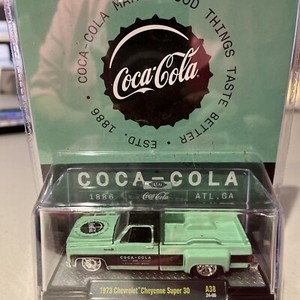 COCA-COLA MAKES GOOD THINGS TASTE BETTER • ESTD. 1886 •
Coca-Cola
COCA-COLA
1886 Coca-Cola ATL,GA
COCA-COLA
1973 Chevrolet Cheyenne Super 30 A38